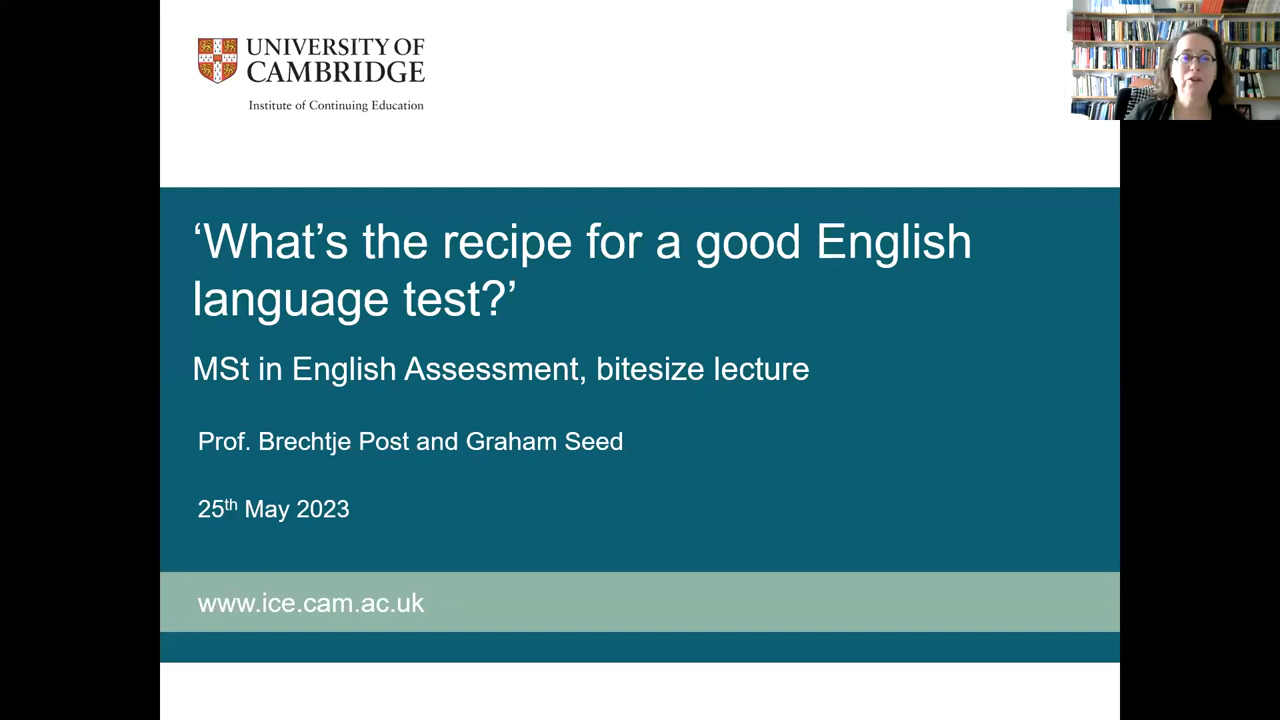 UNIVERSITY OF
CAMBRIDGE
Institute of Continuing Education
‘What’s the recipe for a good English
language test?’
MSt in English Assessment, bitesize lecture
Prof. Brechtje Post and Graham Seed
25th May 2023
www.ice.cam.ac.uk